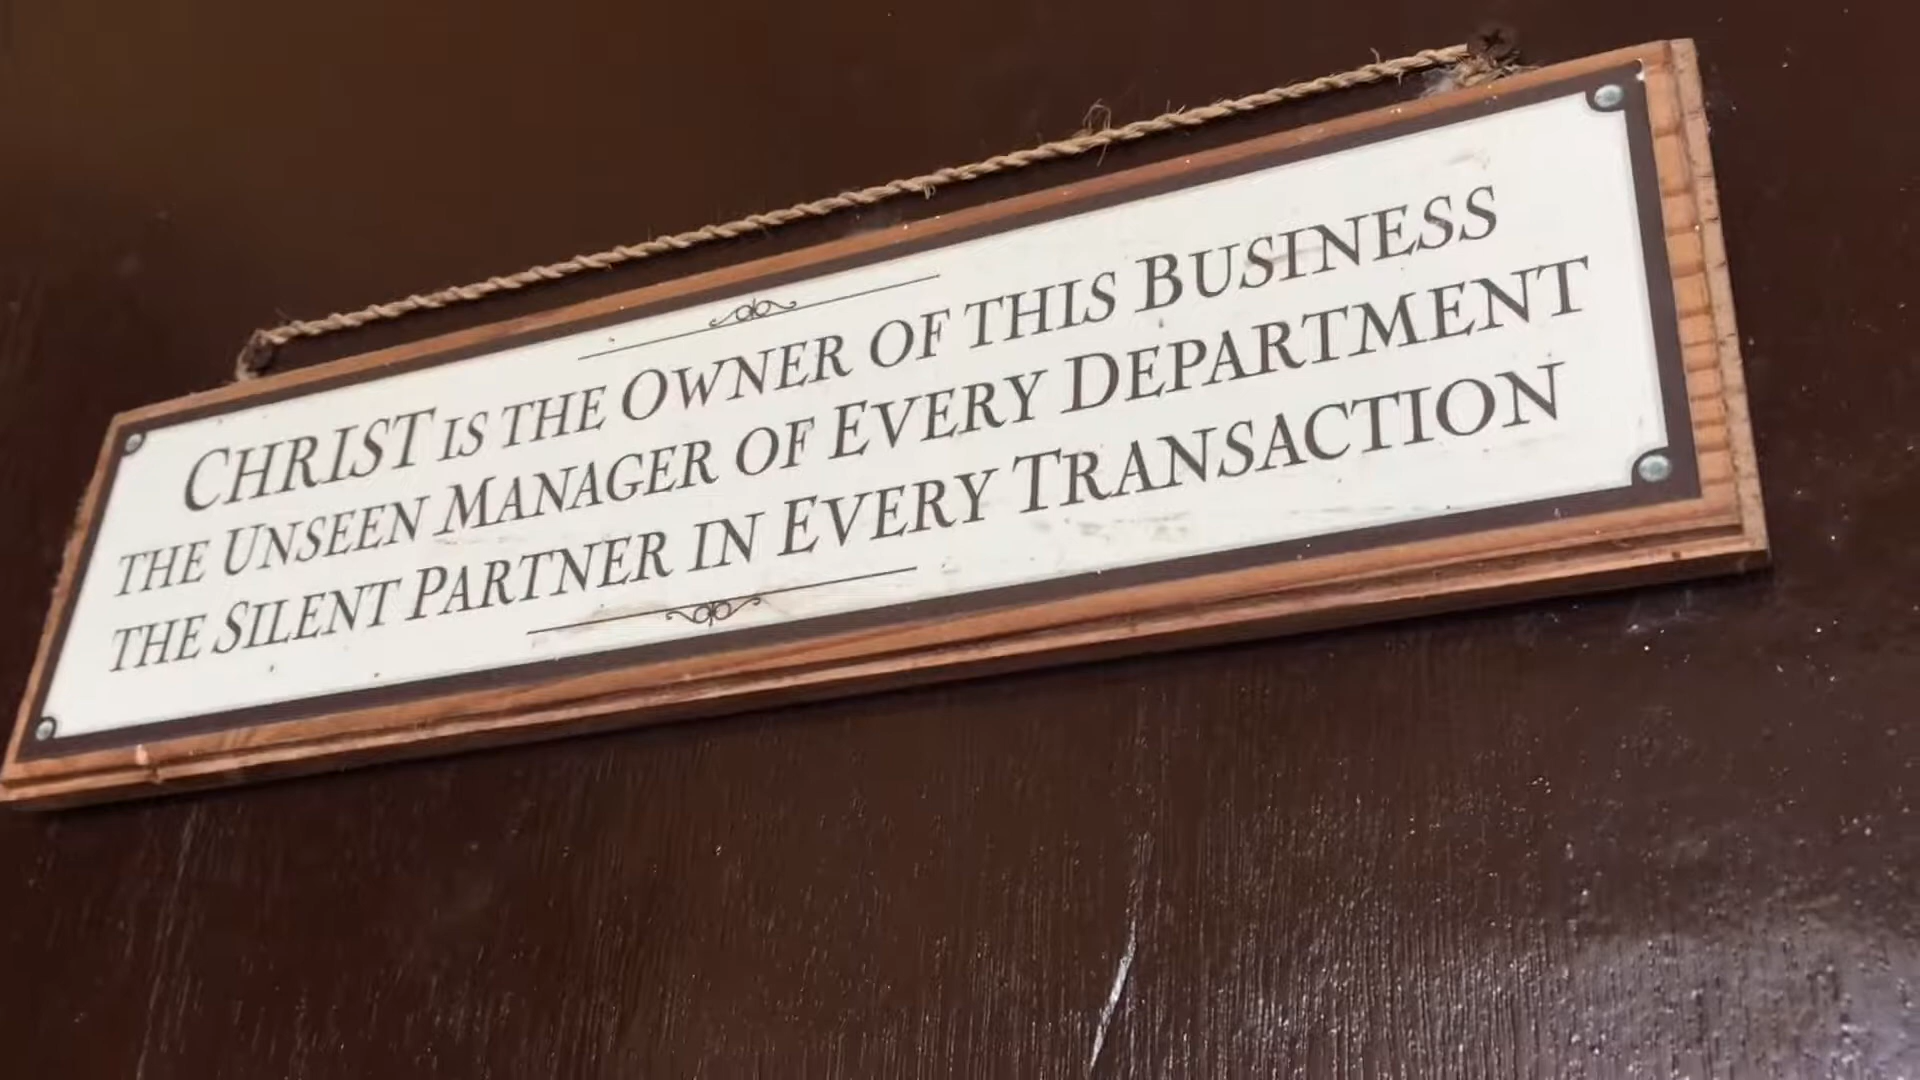 CHRIST IS THE OWNER OF THIS BUSINESS
THE UNSEEN MANAGER OF EVERY DEPARTMENT
THE SILENT PARTNER IN EVERY TRANSACTION